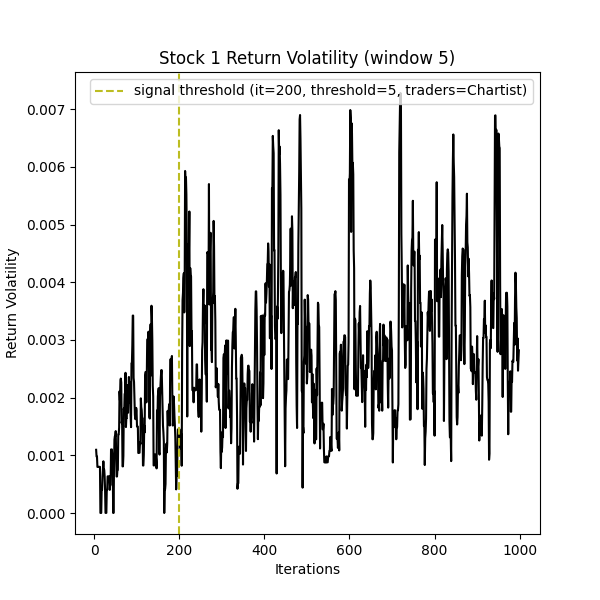 Stock 1 Return Volatility (window 5)
signal threshold (it=200, threshold=5, traders=Chartist)
0.007
0.006
0.005
0.004
0.003
0.002
0.001
0.000
Return Volatility
0 200 400 600 800 1000
Iterations